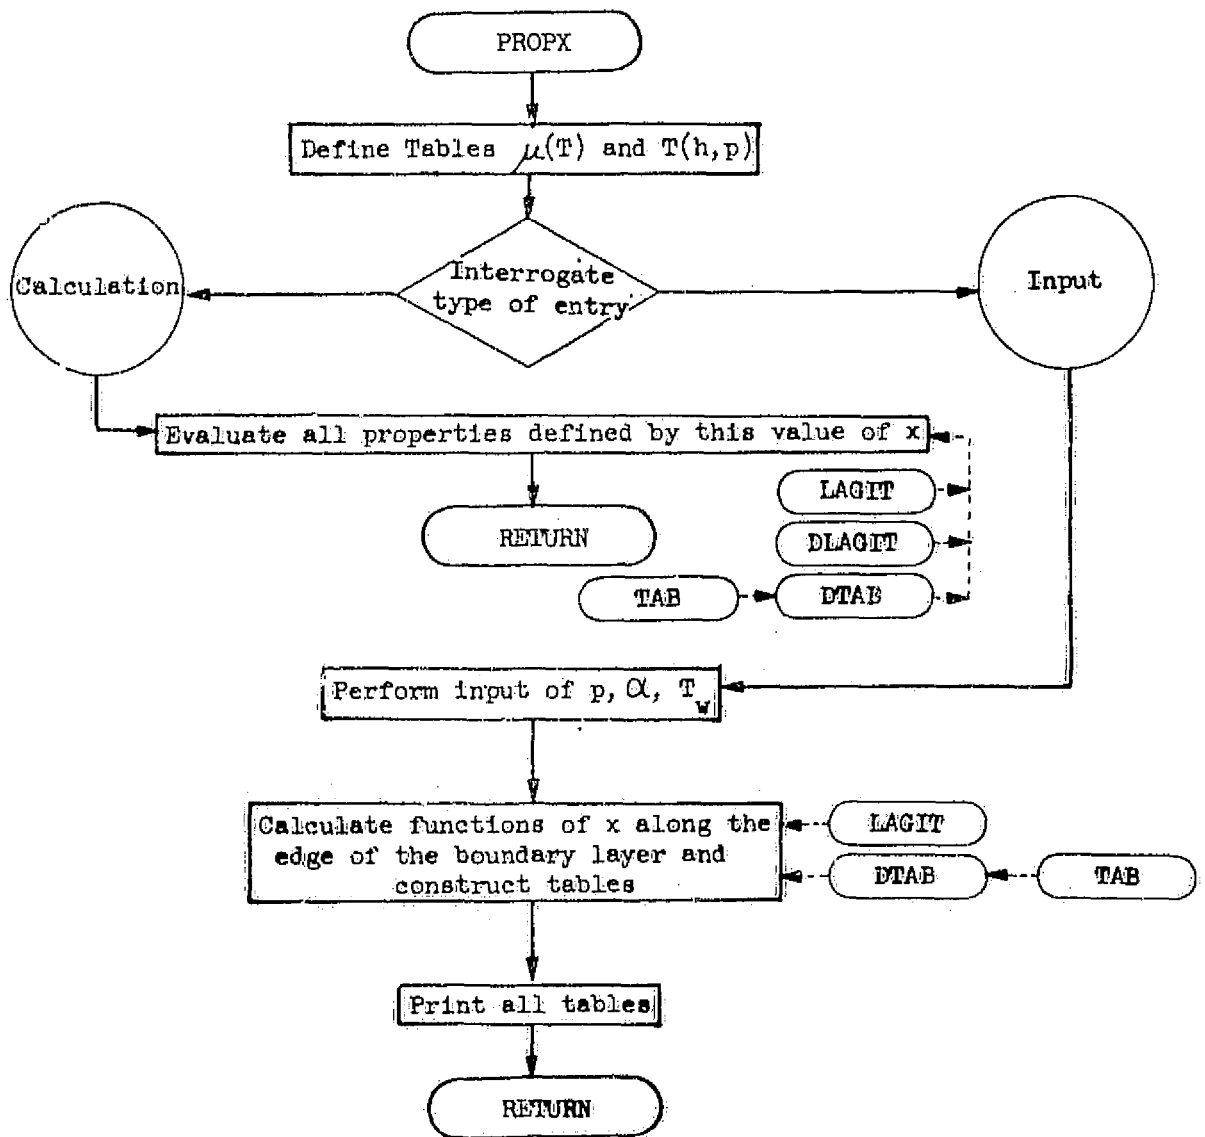 PROPX
Define Tables μ(T) and T(h,p)
Interrogate
type of entry
Calculation
Input
Evaluate all properties defined by this value of x
LAGIT
RETURN
DLAGIT
TAB
DTAB
Perform input of p, α, T_w
Calculate functions of x along the
edge of the boundary layer and
construct tables
LAGIT
DTAB
TAB
Print all tables
RETURN